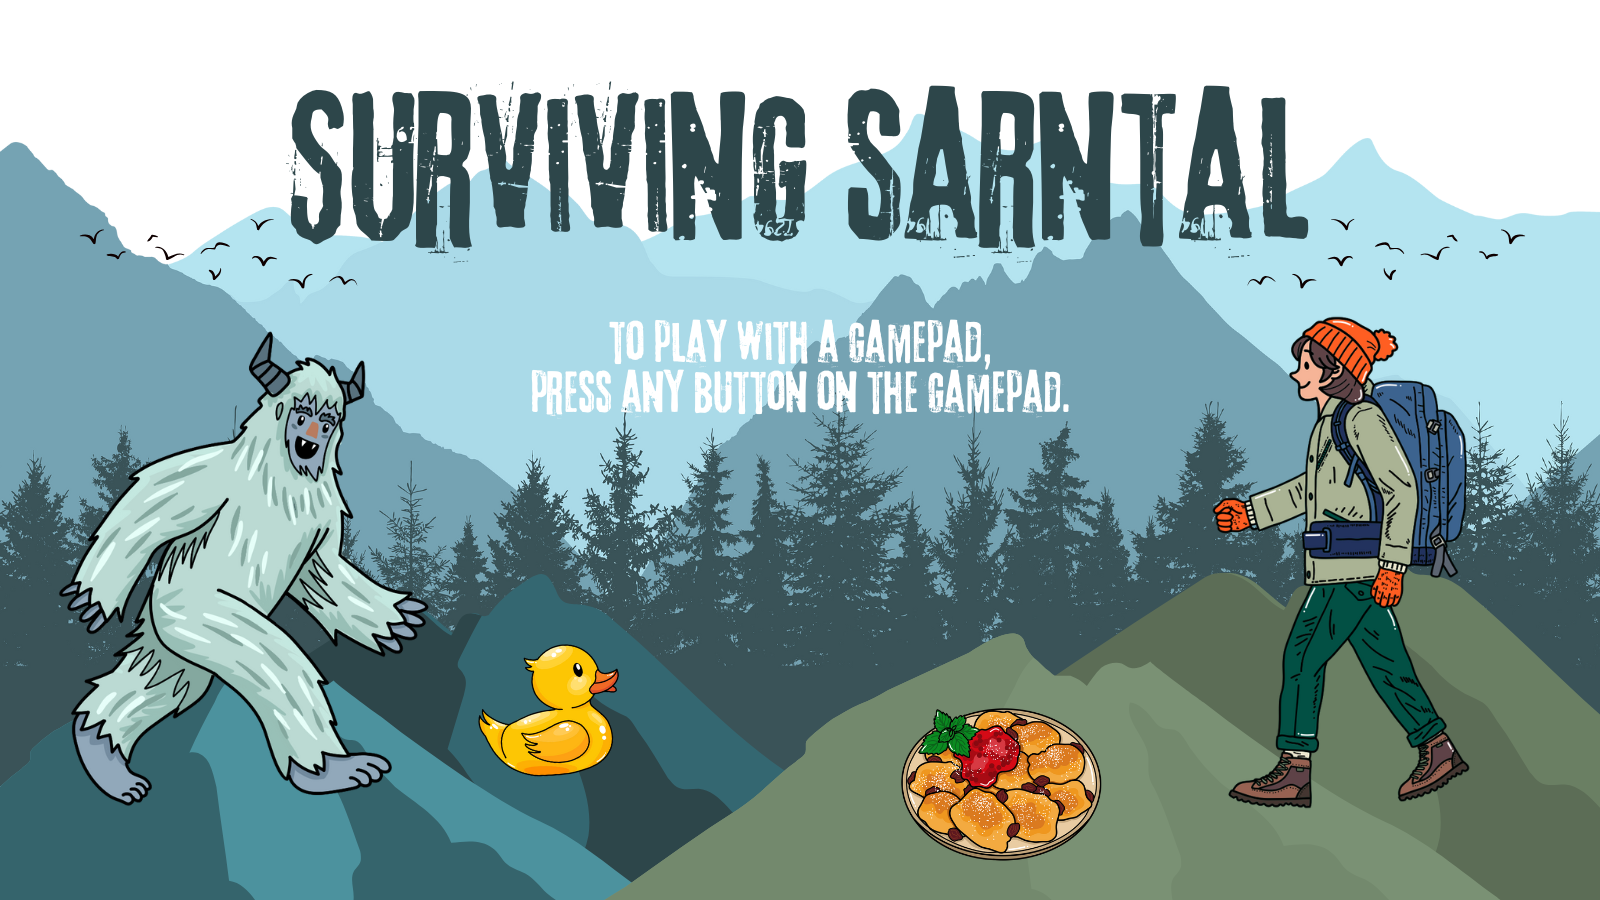 SURVIVING SARNTAL
TO PLAY WITH A GAMEPAD,
PRESS ANY BUTTON ON THE GAMEPAD.